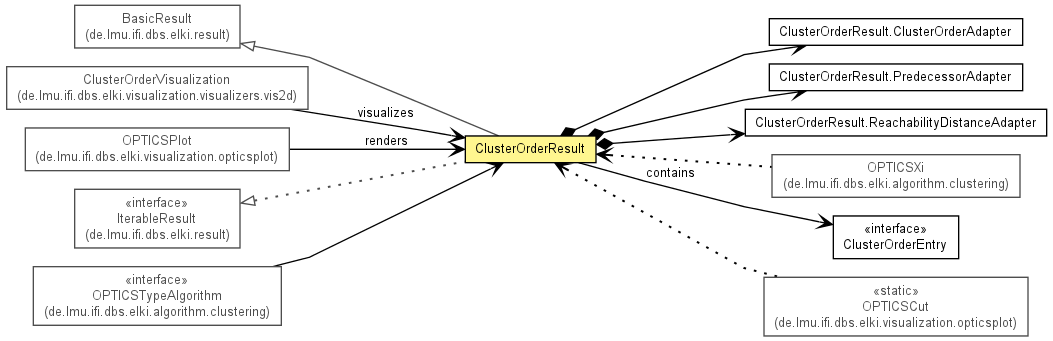 BasicResult
(de.lmu.ifi.dbs.elki.result)
ClusterOrderVisualization
(de.lmu.ifi.dbs.elki.visualization.visualizers.vis2d)
visualizes
OPTICSPlot
(de.lmu.ifi.dbs.elki.visualization.opticsplot)
renders
«interface»
IterableResult
(de.lmu.ifi.dbs.elki.result)
«interface»
OPTICSTypeAlgorithm
(de.lmu.ifi.dbs.elki.algorithm.clustering)
ClusterOrderResult
ClusterOrderResult.ClusterOrderAdapter
ClusterOrderResult.PredecessorAdapter
ClusterOrderResult.ReachabilityDistanceAdapter
OPTICSXi
(de.lmu.ifi.dbs.elki.algorithm.clustering)
contains
«interface»
ClusterOrderEntry
«static»
OPTICSCut
(de.lmu.ifi.dbs.elki.visualization.opticsplot)